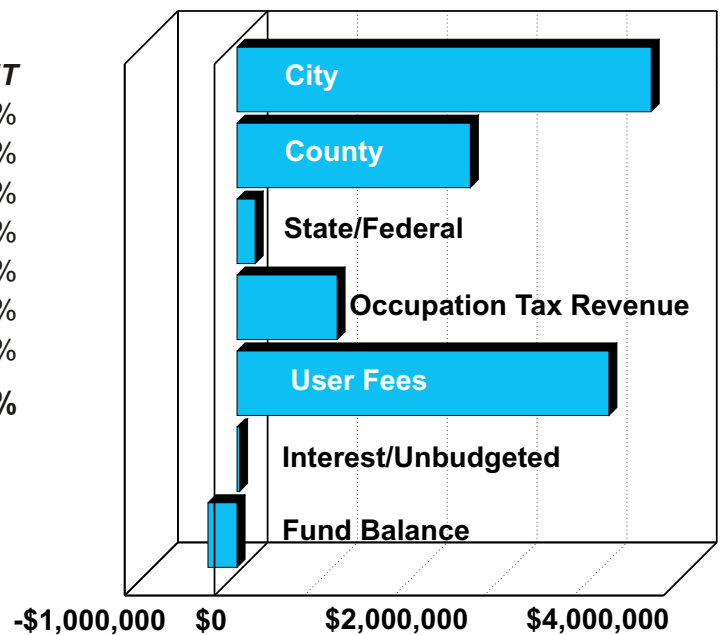 %
%
%
%
%
%
%
%
City
County
State/Federal
Occupation Tax Revenue
User Fees
Interest/Unbudgeted
Fund Balance
-$1,000,000 $0 $2,000,000 $4,000,000